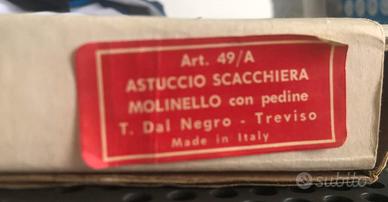 Art. 49/A
ASTUCCIO SCACCHIERA
MOLINELLO con pedine
T. Dal Negro - Treviso
Made in Italy
subito